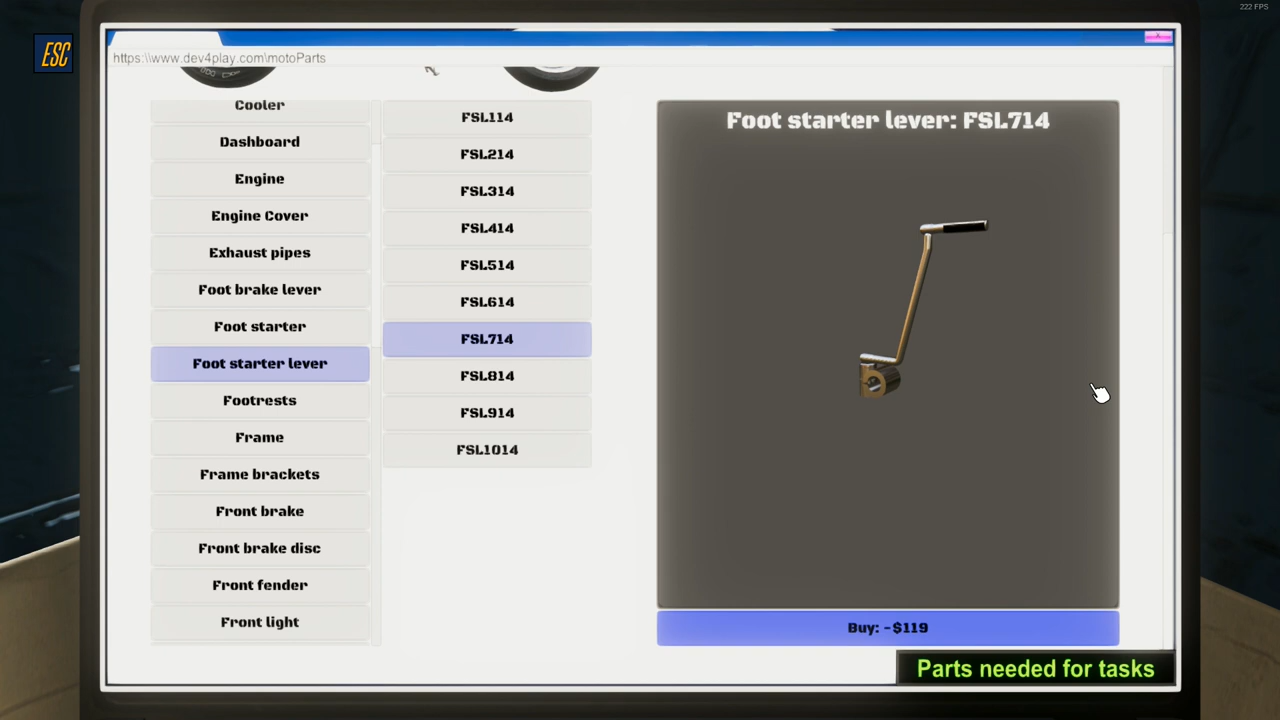 222 FPS
ESC
https:\\www.dev4play.com\motoParts
Cooler
Dashboard
Engine
Engine Cover
Exhaust pipes
Foot brake lever
Foot starter
Foot starter lever
Footrests
Frame
Frame brackets
Front brake
Front brake disc
Front fender
Front light
FSL114
FSL214
FSL314
FSL414
FSL514
FSL614
FSL714
FSL814
FSL914
FSL1014
Foot starter lever: FSL714
Buy: -$119
Parts needed for tasks